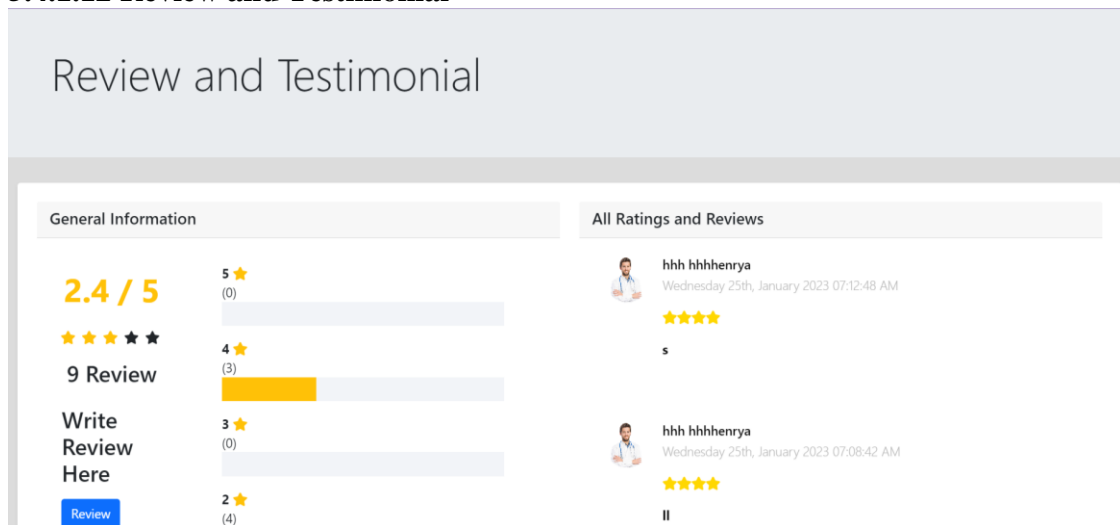 Review and Testimonial
General Information
2.4 / 5
9 Review
Write
Review
Here
Review
5
(0)
4
(3)
3
(0)
2
(4)
All Ratings and Reviews
hhh hhhhenrya
Wednesday 25th, January 2023 07:12:48 AM
s
hhh hhhhenrya
Wednesday 25th, January 2023 07:08:42 AM
ll